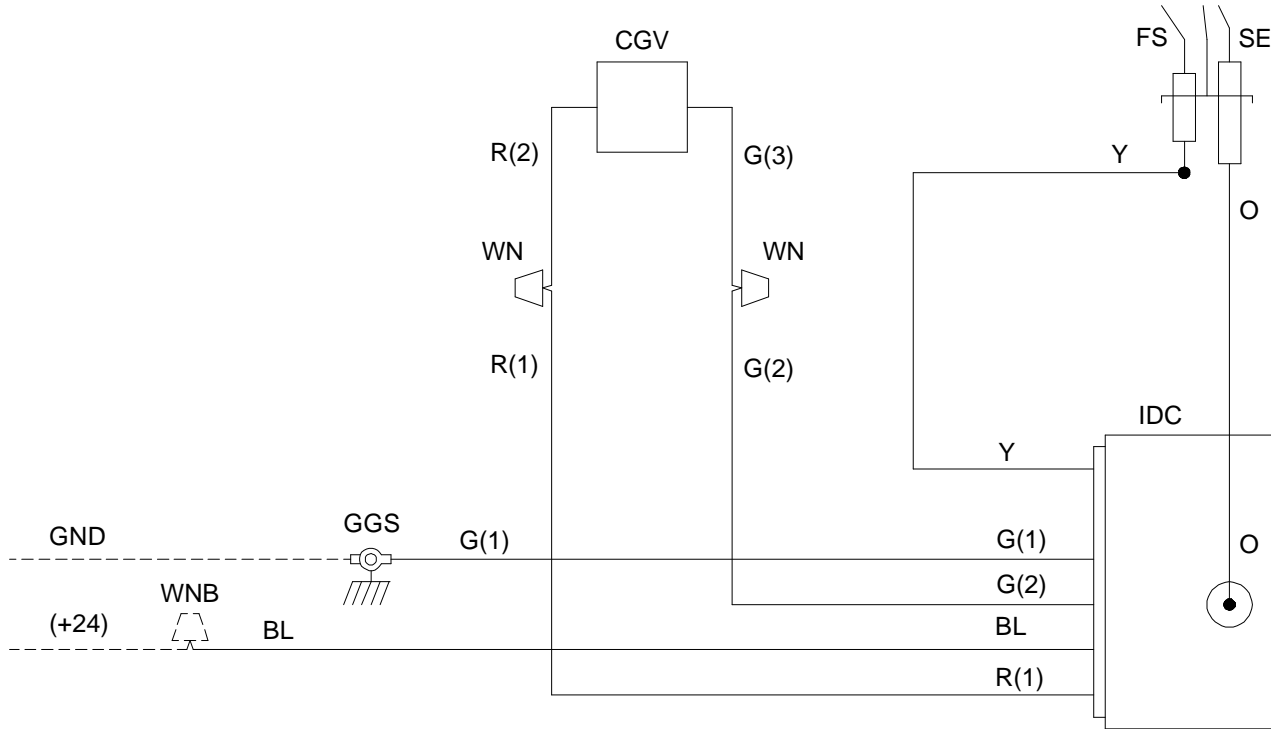 CGV
FS
SE
R(2)
G(3)
Y
O
WN
WN
R(1)
G(2)
IDC
Y
GND
GGS
G(1)
G(1)
O
WNB
G(2)
(+24)
BL
BL
R(1)